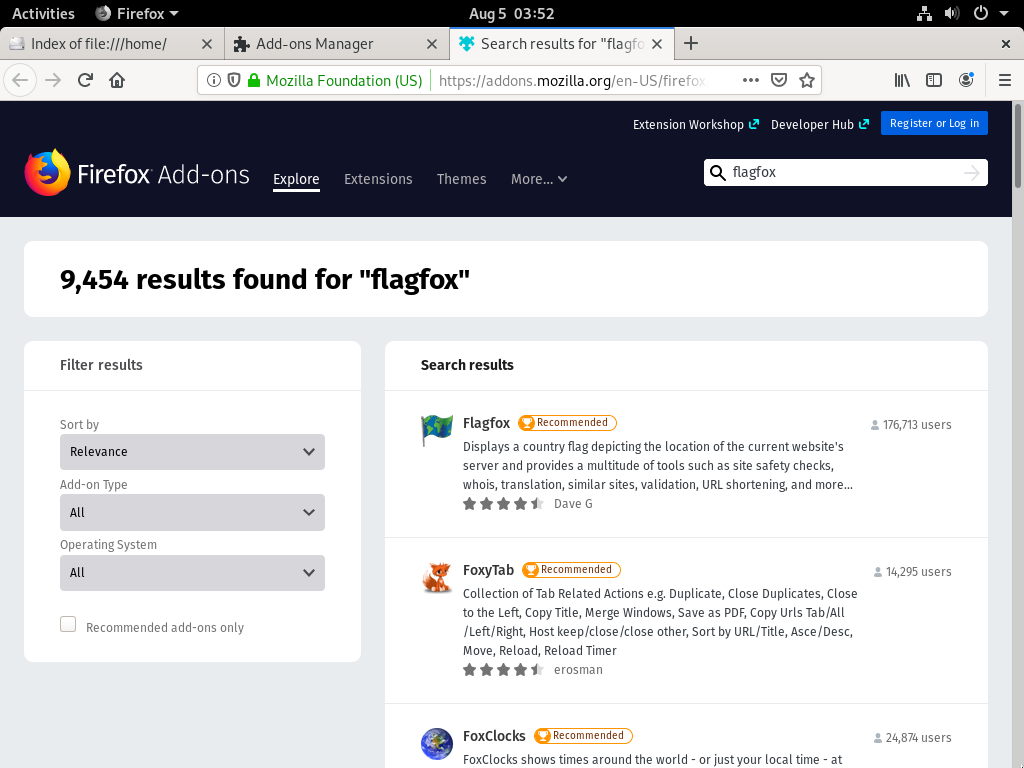 Activities
Firefox
Aug 5 03:52
Index of file:///home/
Add-ons Manager
Search results for "flagfo
Mozilla Foundation (US)
https://addons.mozilla.org/en-US/firefox
Extension Workshop
Developer Hub
Register or Log in
Firefox Add-ons
Explore
Extensions
Themes
More...
flagfox
9,454 results found for "flagfox"
Filter results
Sort by
Relevance
Add-on Type
All
Operating System
All
Recommended add-ons only
Search results
Flagfox
Recommended
176,713 users
Displays a country flag depicting the location of the current website's
server and provides a multitude of tools such as site safety checks,
whois, translation, similar sites, validation, URL shortening, and more...
Dave G
FoxyTab
Recommended
14,295 users
Collection of Tab Related Actions e.g. Duplicate, Close Duplicates, Close
to the Left, Copy Title, Merge Windows, Save as PDF, Copy Urls Tab/All
/Left/Right, Host keep/close/close other, Sort by URL/Title, Asce/Desc,
Move, Reload, Reload Timer
erosman
FoxClocks
Recommended
24,874 users
FoxClocks shows times around the world - or just your local time - at